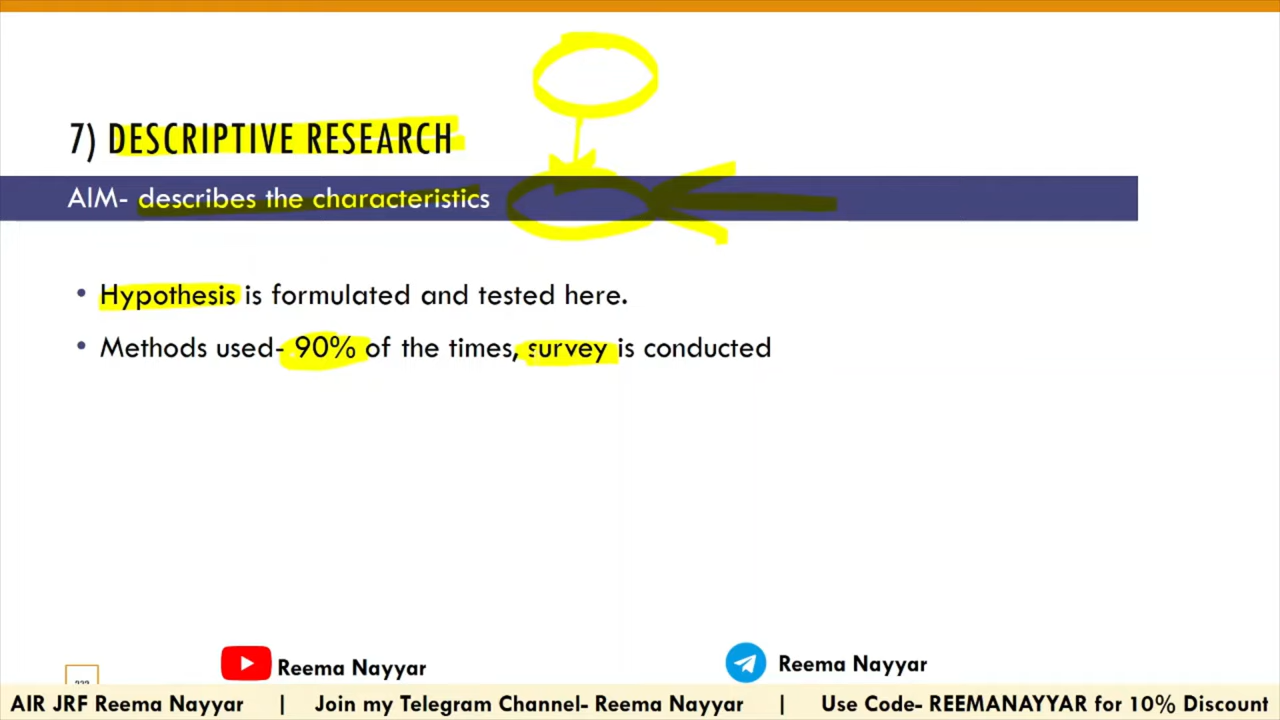 7) DESCRIPTIVE RESEARCH
AIM- describes the characteristics
• Hypothesis is formulated and tested here.
• Methods used- 90% of the times, survey is conducted
Reema Nayyar
Reema Nayyar
AIR JRF Reema Nayyar | Join my Telegram Channel- Reema Nayyar | Use Code- REEMANAYYAR for 10% Discount